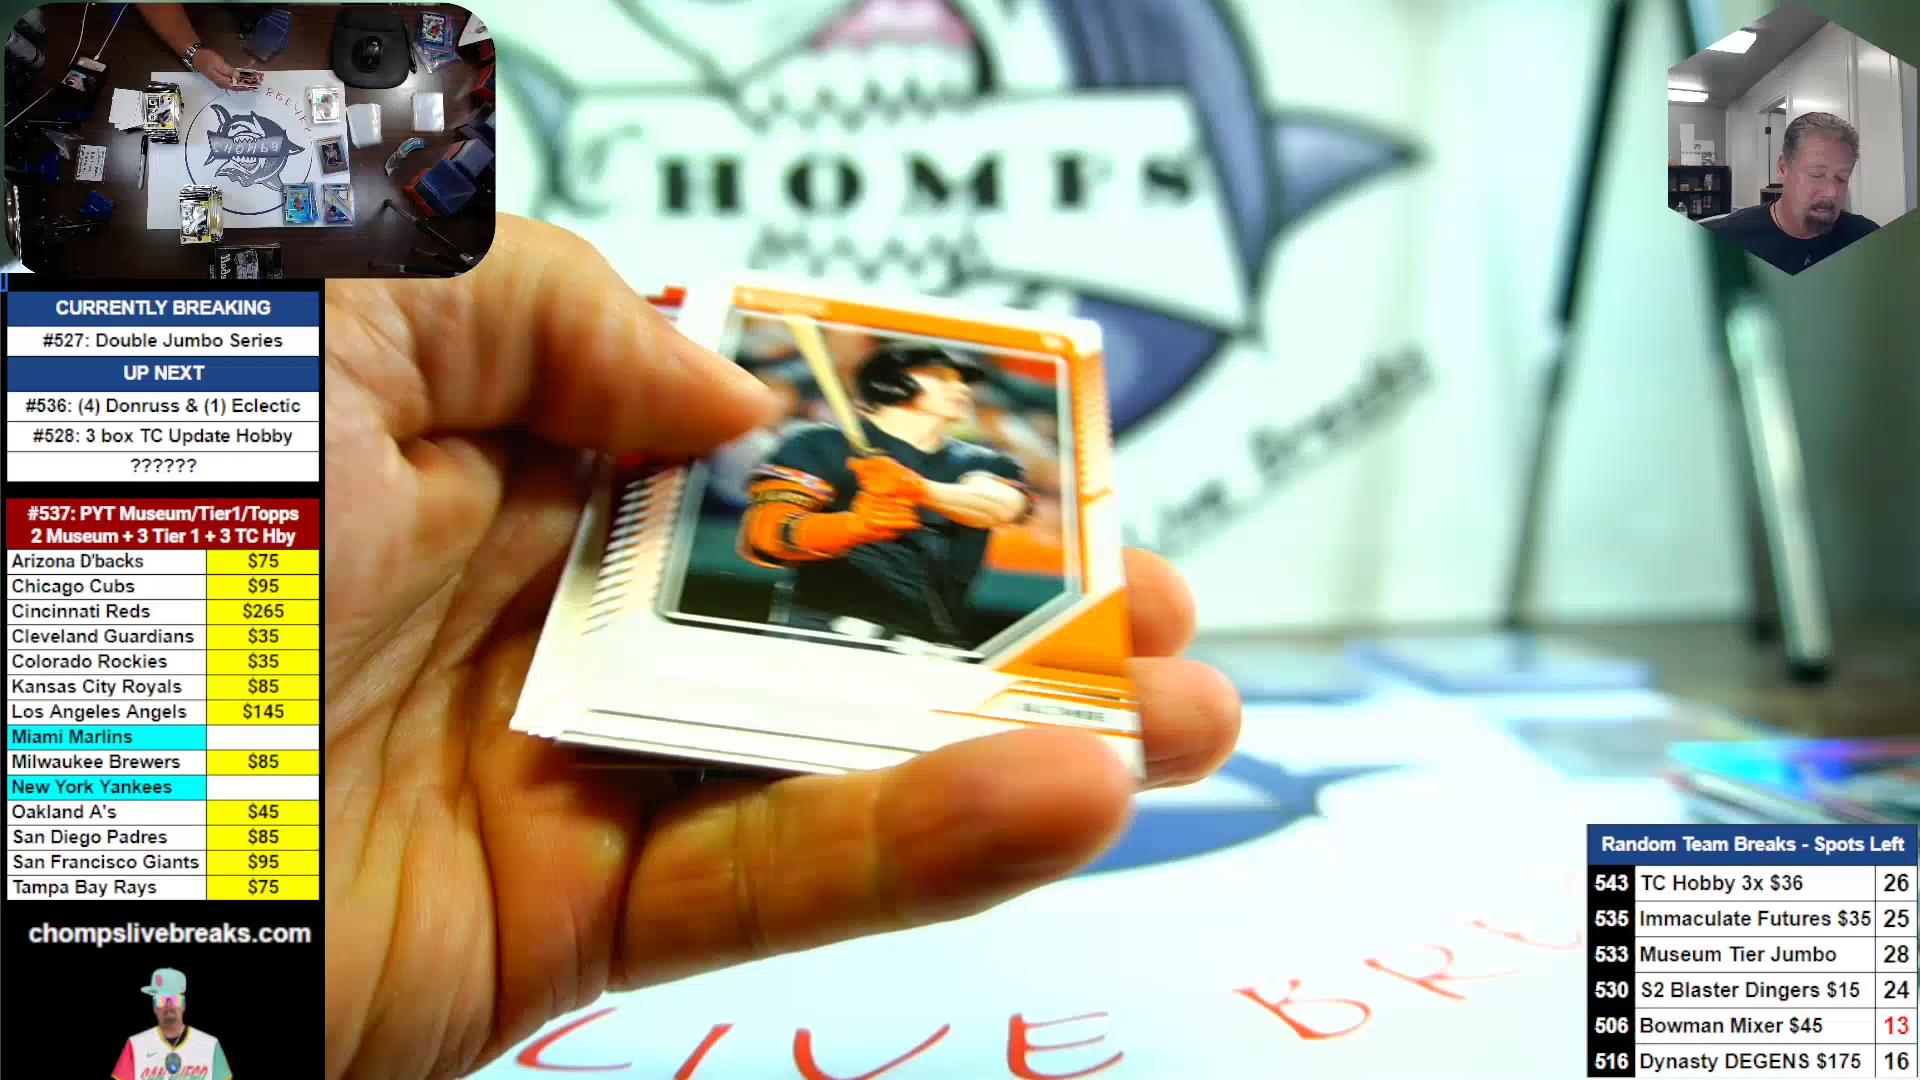 CHOMPS
Live_Breaks
LIVE BRE
CURRENTLY BREAKING
#527: Double Jumbo Series
UP NEXT
#536: (4) Donruss & (1) Eclectic
#528: 3 box TC Update Hobby
??????
#537: PYT Museum/Tier1/Topps
2 Museum + 3 Tier 1 + 3 TC Hby
Arizona D'backs $75
Chicago Cubs $95
Cincinnati Reds $265
Cleveland Guardians $35
Colorado Rockies $35
Kansas City Royals $85
Los Angeles Angels $145
Miami Marlins
Milwaukee Brewers $85
New York Yankees
Oakland A's $45
San Diego Padres $85
San Francisco Giants $95
Tampa Bay Rays $75
chompslivebreaks.com
Random Team Breaks - Spots Left
543 TC Hobby 3x $36 26
535 Immaculate Futures $35 25
533 Museum Tier Jumbo 28
530 S2 Blaster Dingers $15 24
506 Bowman Mixer $45 13
516 Dynasty DEGENS $175 16